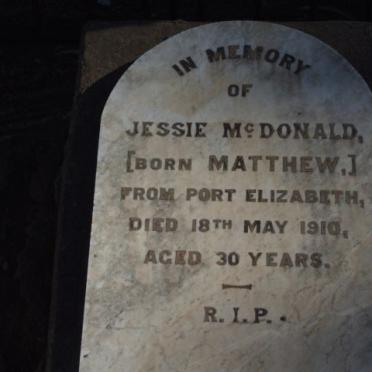 IN MEMORY
OF
JESSIE McDONALD,
[BORN MATTHEW,]
FROM PORT ELIZABETH,
DIED 18TH MAY 1910,
AGED 30 YEARS.
R.I.P.